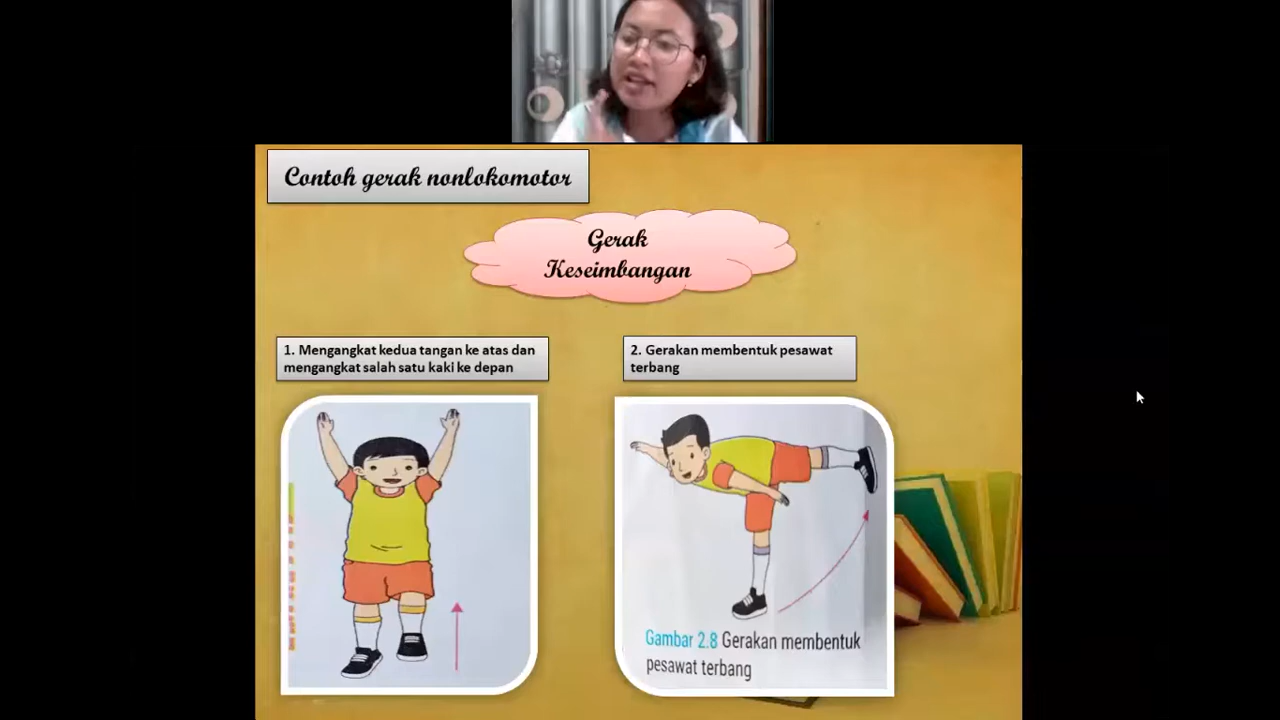 Contoh gerak nonlokomotor
Gerak
Keseimbangan
1. Mengangkat kedua tangan ke atas dan
mengangkat salah satu kaki ke depan
2. Gerakan membentuk pesawat
terbang
Gambar 2.8 Gerakan membentuk
pesawat terbang